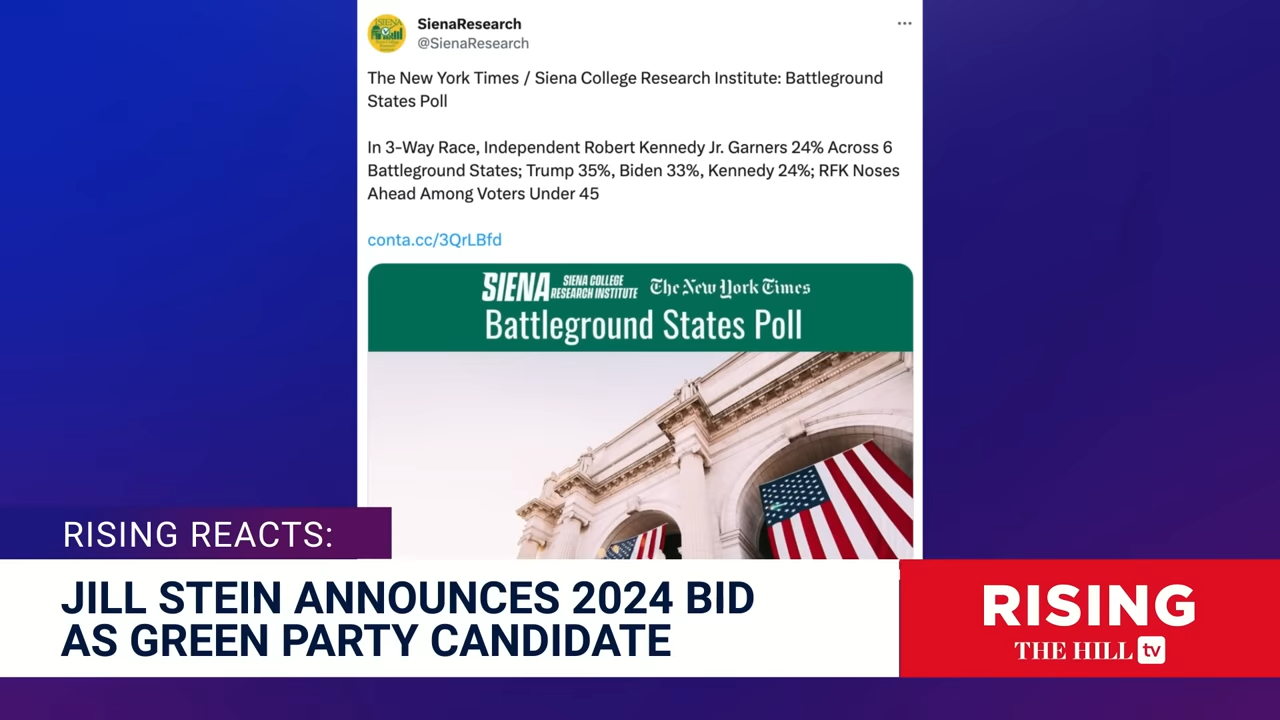 SienaResearch
@SienaResearch
The New York Times / Siena College Research Institute: Battleground
States Poll
In 3-Way Race, Independent Robert Kennedy Jr. Garners 24% Across 6
Battleground States; Trump 35%, Biden 33%, Kennedy 24%; RFK Noses
Ahead Among Voters Under 45
conta.cc/3QrLBfd
SIENA SIENA COLLEGE
RESEARCH INSTITUTE
The New York Times
Battleground States Poll
RISING REACTS:
JILL STEIN ANNOUNCES 2024 BID
AS GREEN PARTY CANDIDATE
RISING
THE HILL tv